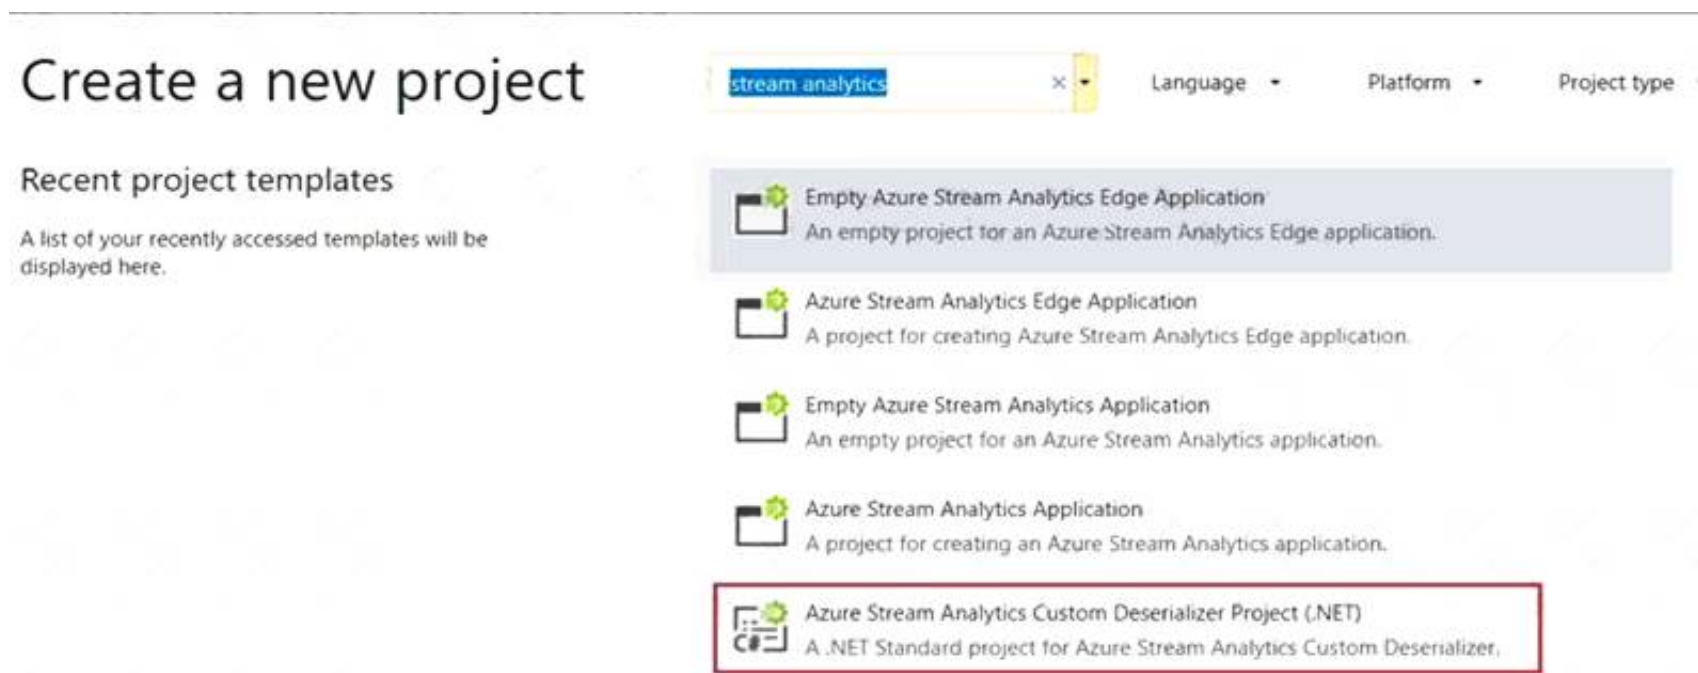 Create a new project
stream analytics
Language
Platform
Project type
Recent project templates
A list of your recently accessed templates will be
displayed here.
Empty Azure Stream Analytics Edge Application
An empty project for an Azure Stream Analytics Edge application.
Azure Stream Analytics Edge Application
A project for creating Azure Stream Analytics Edge application.
Empty Azure Stream Analytics Application
An empty project for an Azure Stream Analytics application.
Azure Stream Analytics Application
A project for creating an Azure Stream Analytics application.
Azure Stream Analytics Custom Deserializer Project (.NET)
C#
A .NET Standard project for Azure Stream Analytics Custom Deserializer.